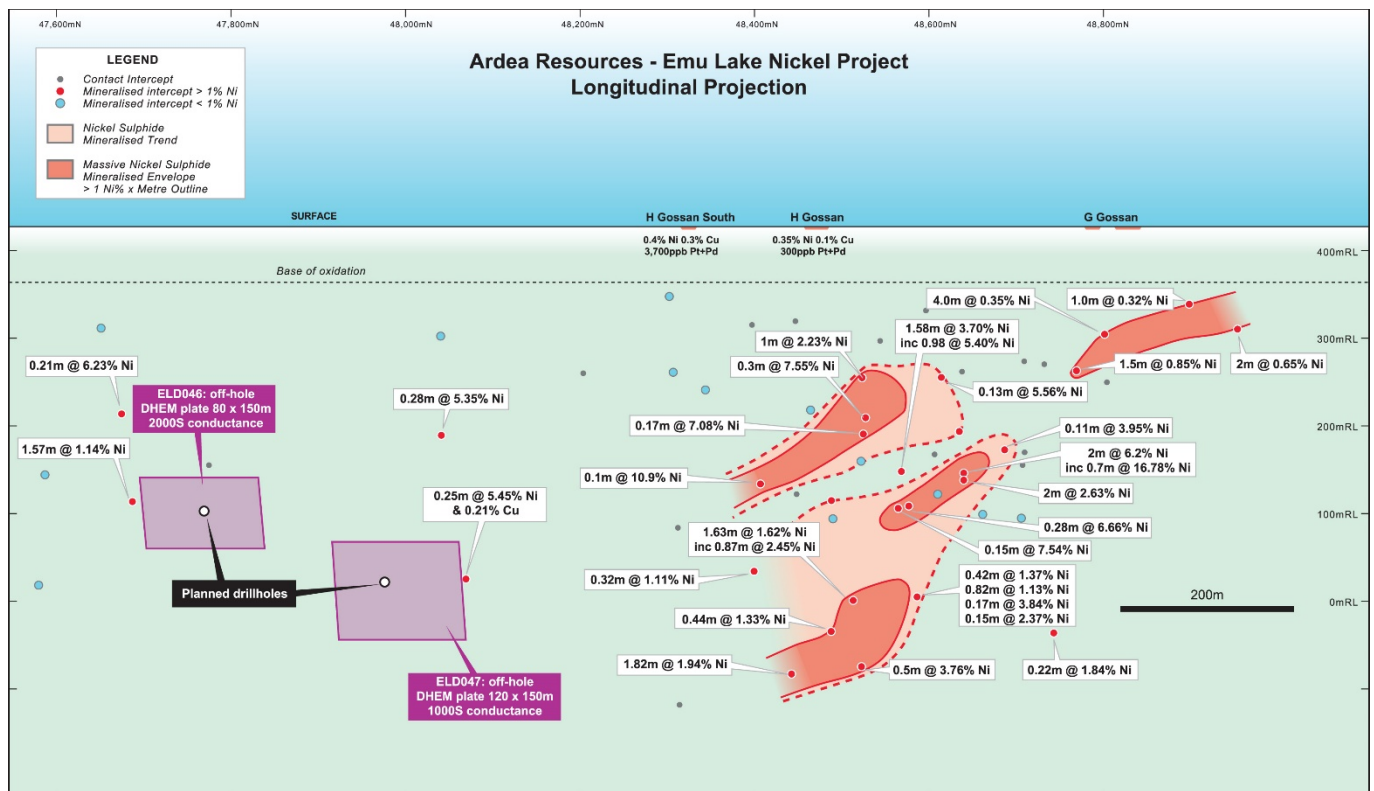 47,600mN
47,800mN
48,000mN
48,200mN
48,400mN
48,600mN
48,800mN
LEGEND
Contact Intercept
Mineralised intercept > 1% Ni
Mineralised intercept < 1% Ni
Nickel Sulphide
Mineralised Trend
Massive Nickel Sulphide
Mineralised Envelope
> 1 Ni% x Metre Outline
Ardea Resources - Emu Lake Nickel Project
Longitudinal Projection
SURFACE
H Gossan South
H Gossan
G Gossan
0.4% Ni 0.3% Cu
3,700ppb Pt+Pd
0.35% Ni 0.1% Cu
300ppb Pt+Pd
400mRL
Base of oxidation
4.0m @ 0.35% Ni
1.0m @ 0.32% Ni
1.58m @ 3.70% Ni
inc 0.98 @ 5.40% Ni
300mRL
1m @ 2.23% Ni
0.3m @ 7.55% Ni
0.21m @ 6.23% Ni
1.5m @ 0.85% Ni
2m @ 0.65% Ni
ELD046: off-hole
DHEM plate 80 x 150m
2000S conductance
0.28m @ 5.35% Ni
0.13m @ 5.56% Ni
0.17m @ 7.08% Ni
200mRL
0.11m @ 3.95% Ni
1.57m @ 1.14% Ni
2m @ 6.2% Ni
inc 0.7m @ 16.78% Ni
0.1m @ 10.9% Ni
2m @ 2.63% Ni
0.25m @ 5.45% Ni
& 0.21% Cu
100mRL
0.28m @ 6.66% Ni
1.63m @ 1.62% Ni
inc 0.87m @ 2.45% Ni
0.15m @ 7.54% Ni
0.32m @ 1.11% Ni
Planned drillholes
0.42m @ 1.37% Ni
0.82m @ 1.13% Ni
0.17m @ 3.84% Ni
0.15m @ 2.37% Ni
200m
0mRL
0.44m @ 1.33% Ni
1.82m @ 1.94% Ni
0.5m @ 3.76% Ni
0.22m @ 1.84% Ni
ELD047: off-hole
DHEM plate 120 x 150m
1000S conductance